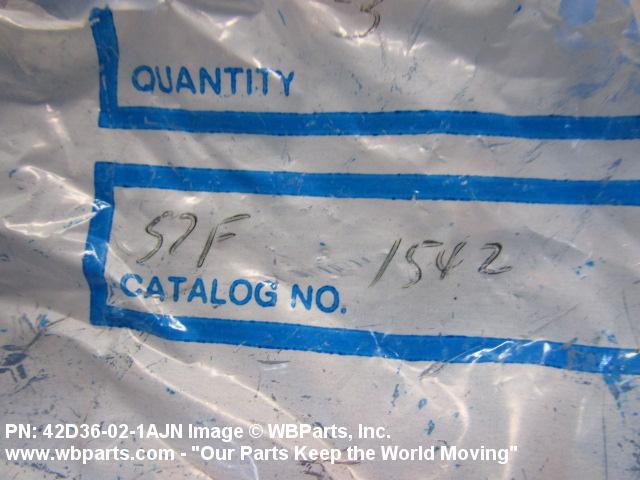 QUANTITY
S7F 1542
CATALOG NO.
PN: 42D36-02-1AJN Image © WBParts, Inc.
www.wbparts.com - "Our Parts Keep the World Moving"